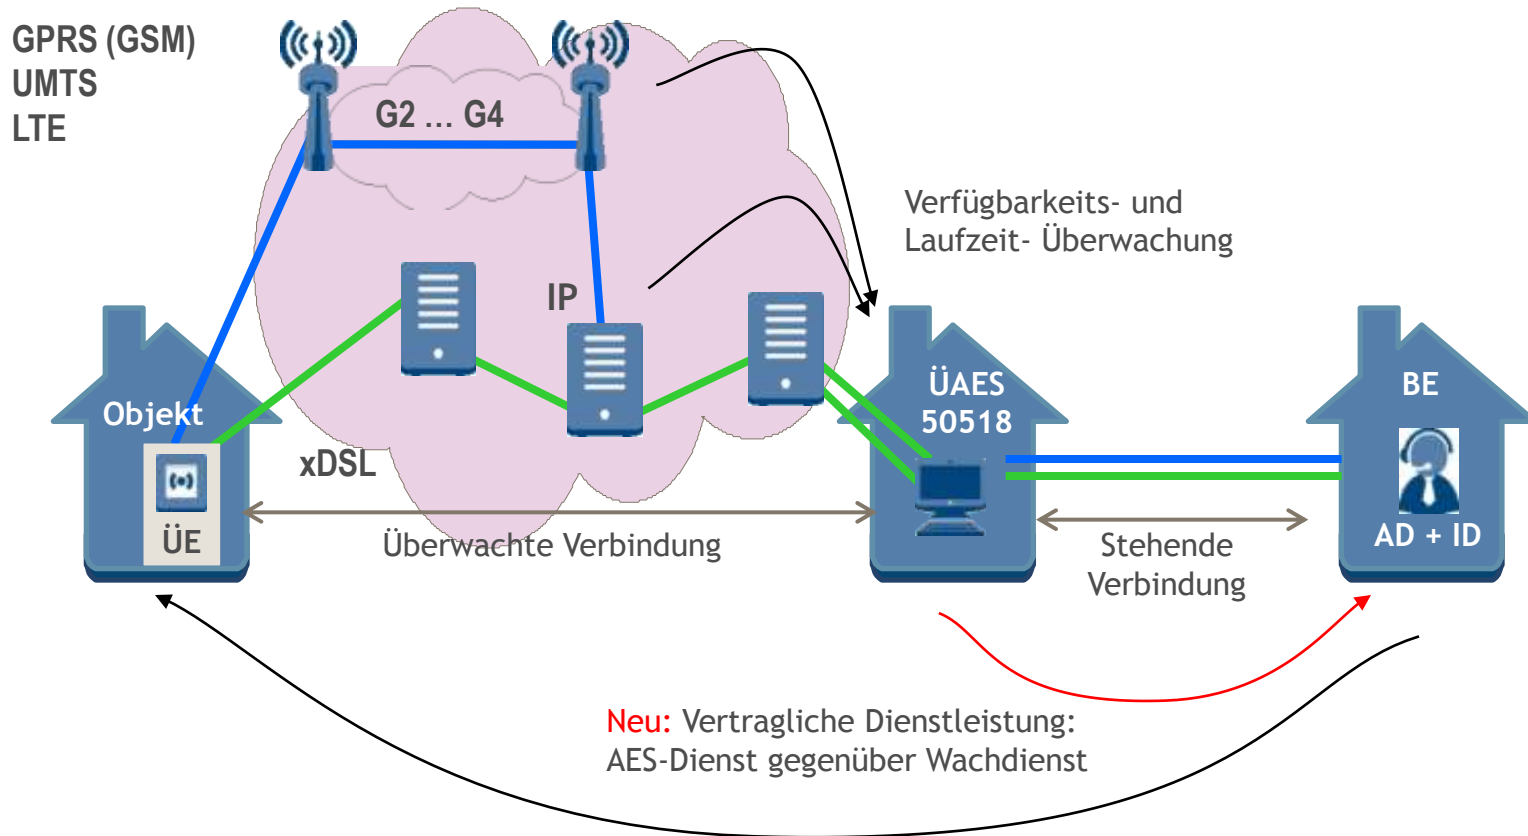 GPRS (GSM)
UMTS
LTE
G2 … G4
Verfügbarkeits- und
Laufzeit- Überwachung
IP
Objekt
ÜAES
50518
BE
xDSL
ÜE
Überwachte Verbindung
AD + ID
Stehende
Verbindung
Neu: Vertragliche Dienstleistung:
AES-Dienst gegenüber Wachdienst